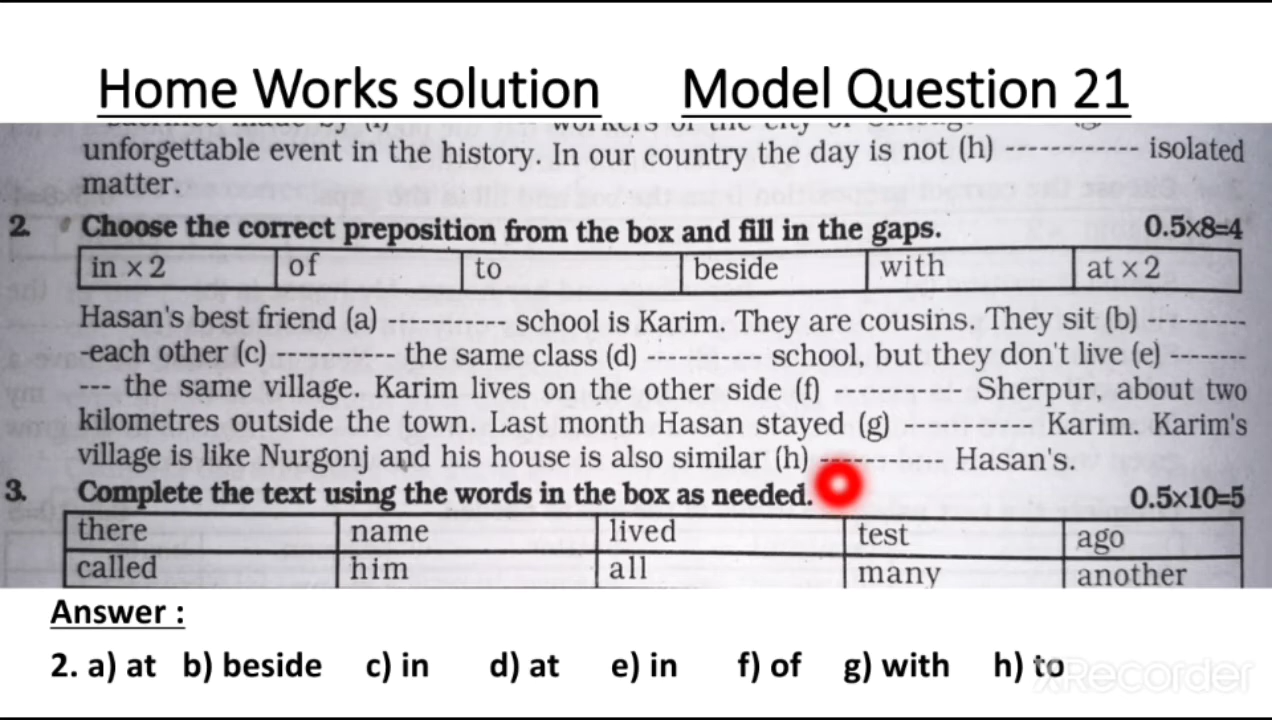 Home Works solution Model Question 21
unforgettable event in the history. In our country the day is not (h) ------------ isolated
matter.
2. Choose the correct preposition from the box and fill in the gaps. 0.5×8=4
in × 2 of to beside with at × 2
Hasan's best friend (a) ----------- school is Karim. They are cousins. They sit (b) ---------
-each other (c) ---------- the same class (d) ---------- school, but they don't live (e) --------
--- the same village. Karim lives on the other side (f) ------------ Sherpur, about two
kilometres outside the town. Last month Hasan stayed (g) ------------ Karim. Karim's
village is like Nurgonj and his house is also similar (h) ----------- Hasan's.
3. Complete the text using the words in the box as needed. 0.5×10=5
there name lived test ago
called him all many another
Answer :
2. a) at b) beside c) in d) at e) in f) of g) with h) to
XRecorder